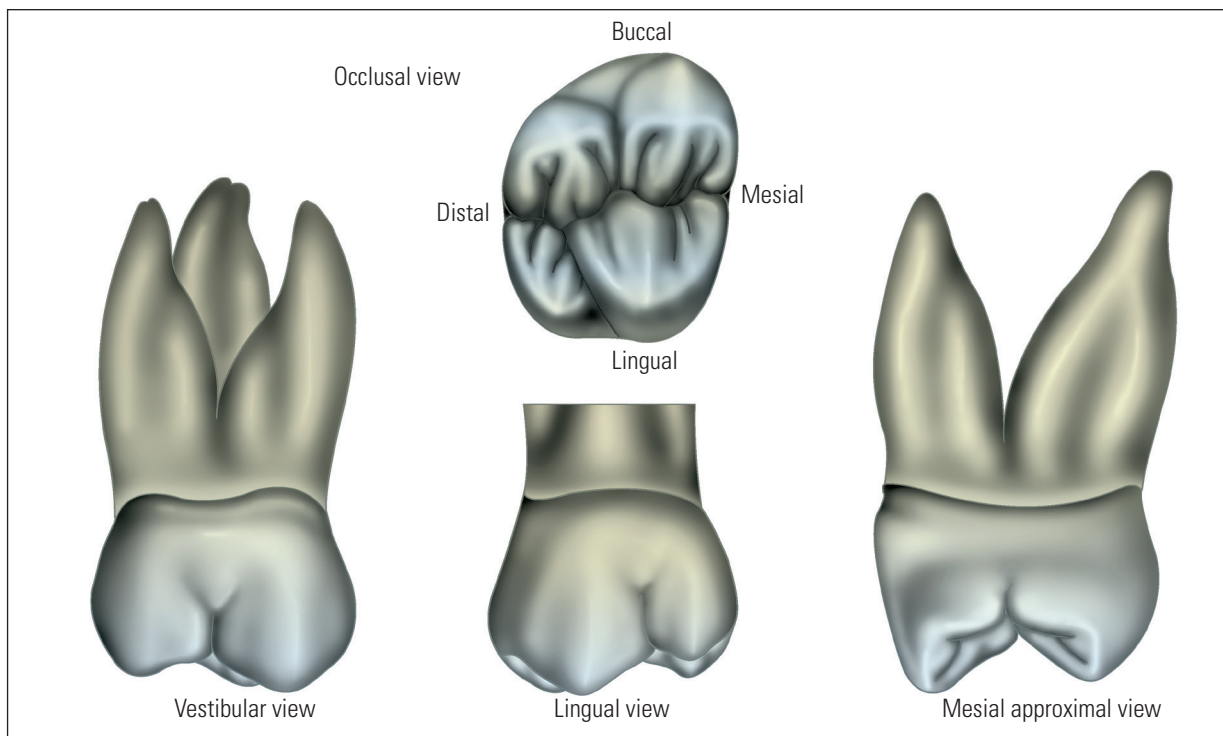 Buccal
Occlusal view
Distal
Mesial
Lingual
Vestibular view
Lingual view
Mesial approximal view